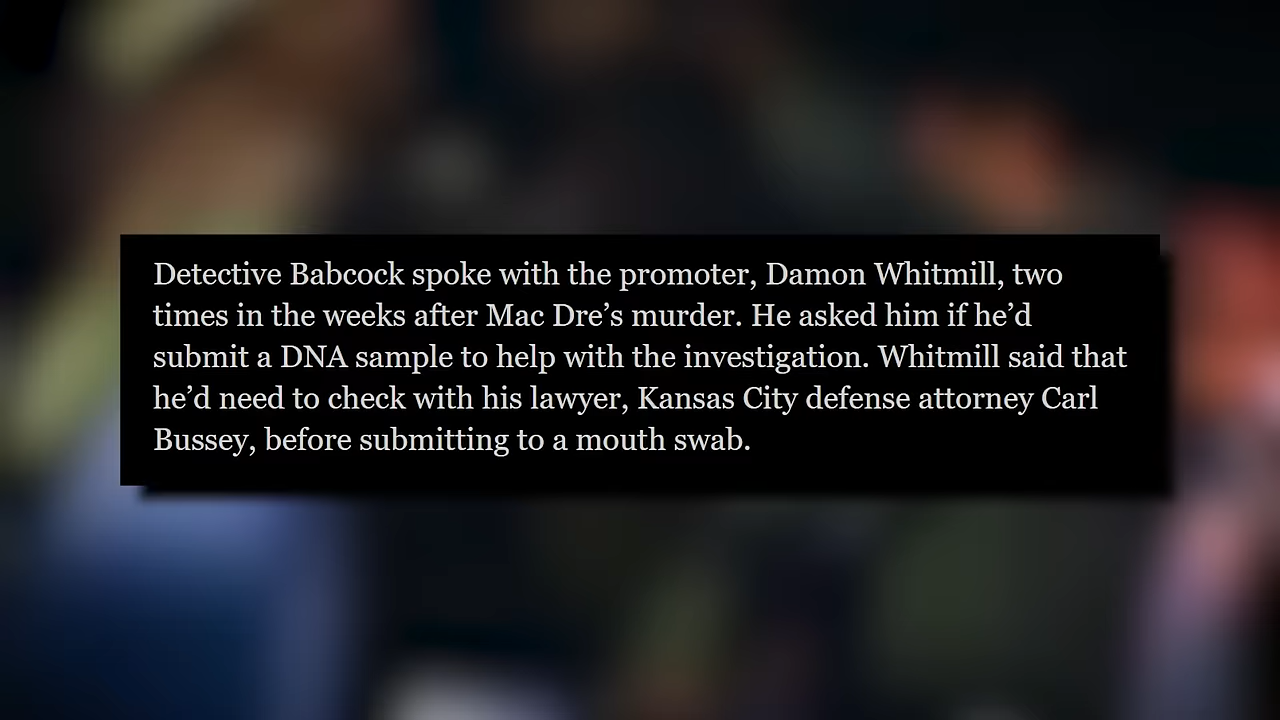 Detective Babcock spoke with the promoter, Damon Whitmill, two
times in the weeks after Mac Dre’s murder. He asked him if he’d
submit a DNA sample to help with the investigation. Whitmill said that
he’d need to check with his lawyer, Kansas City defense attorney Carl
Bussey, before submitting to a mouth swab.